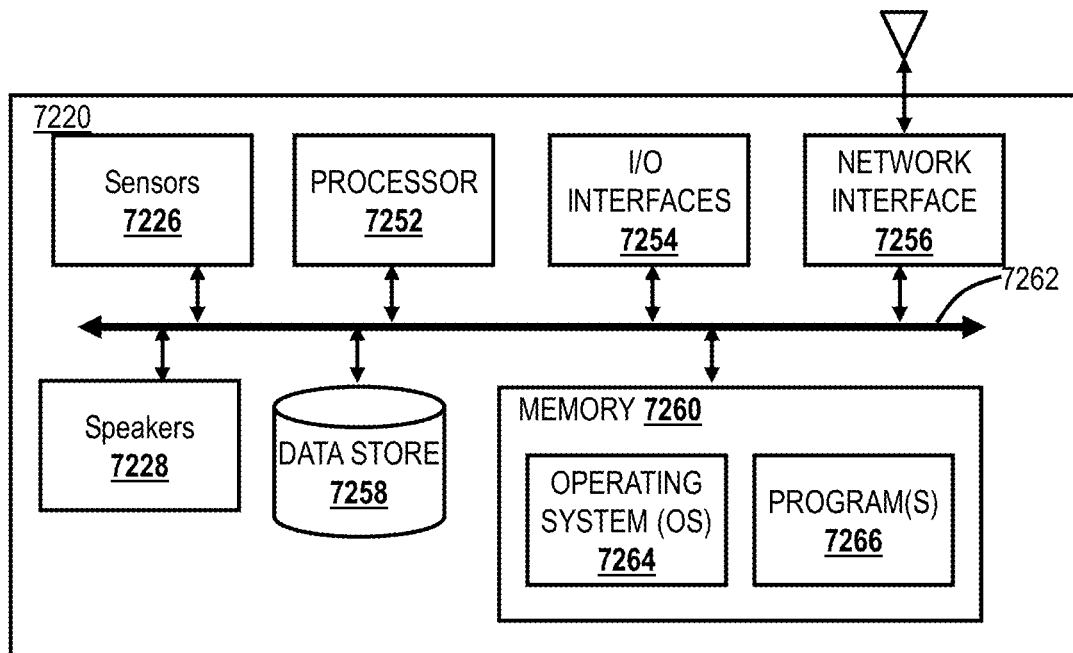 7220
Sensors
7226
PROCESSOR
7252
I/O
INTERFACES
7254
NETWORK
INTERFACE
7256
7262
Speakers
7228
DATA STORE
7258
MEMORY 7260
OPERATING
SYSTEM (OS)
7264
PROGRAM(S)
7266